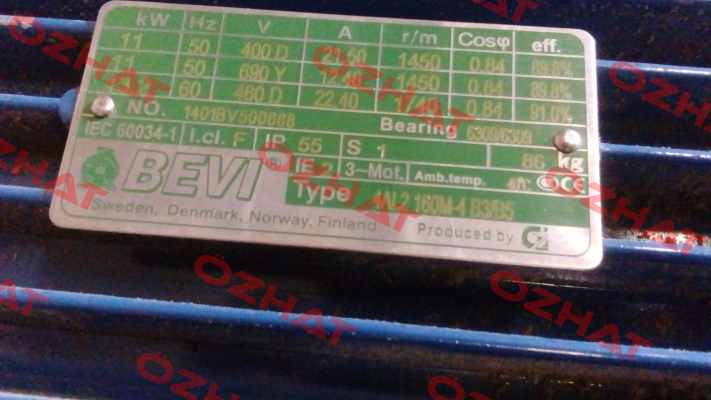 kW Hz V A r/m Cosφ eff.
11 50 400 D 1450 0.84 89.8%
11 50 690 Y 1450 0.84 89.8%
60 460 D 22.40 0.84 91.0%
NO. 1401BV500668 Bearing 6309/6309
IEC 60034-1 I.cl. F IP 55 S 1 86 kg
BEVI ® IE 2 3~Mot. Amb.temp. CE
Type 160M-4 B3/B5
Sweden, Denmark, Norway, Finland Produced by
OZHAT
OZHAT
OZHAT
OZHAT
OZHAT
OZHAT
OZHAT
OZHAT